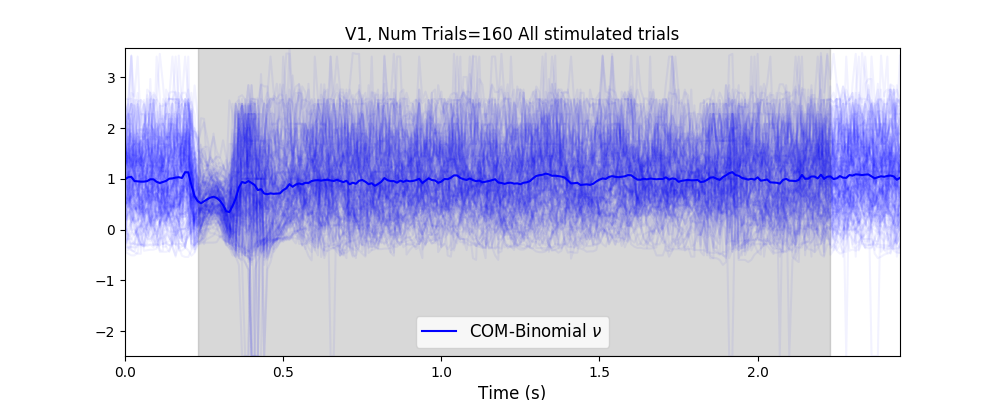 V1, Num Trials=160 All stimulated trials
3
2
1
0
−1
−2
COM-Binomial ν
0.0 0.5 1.0 1.5 2.0
Time (s)